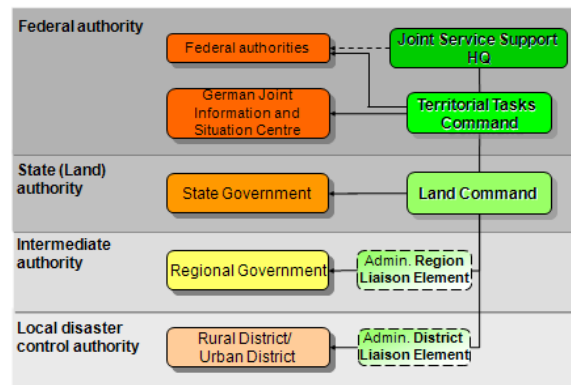 Federal authority
Federal authorities
Joint Service Support
HQ
German Joint
Information and
Situation Centre
Territorial Tasks
Command
State (Land)
authority
State Government
Land Command
Intermediate
authority
Regional Government
Admin. Region
Liaison Element
Local disaster
control authority
Rural District/
Urban District
Admin. District
Liaison Element